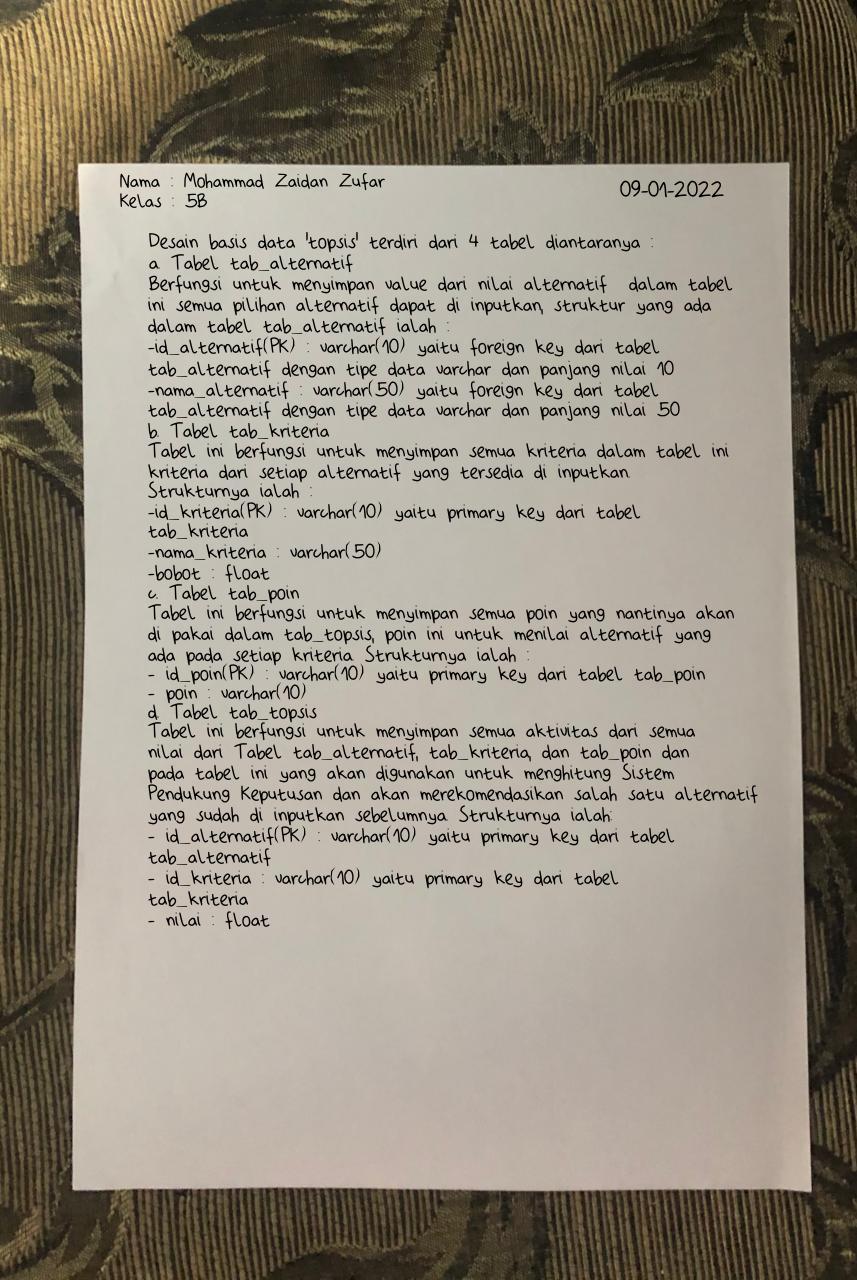 Nama : Mohammad Zaidan Zufar
Kelas : 5B
09-01-2022
Desain basis data 'topsis' terdiri dari 4 tabel diantaranya :
a. Tabel tab_alternatif
Berfungsi untuk menyimpan value dari nilai alternatif dalam tabel
ini semua pilihan alternatif dapat di inputkan, struktur yang ada
dalam tabel tab_alternatif ialah :
-id_alternatif(PK) : varchar(10) yaitu foreign key dari tabel
tab_alternatif dengan tipe data varchar dan panjang nilai 10
-nama_alternatif : varchar(50) yaitu foreign key dari tabel
tab_alternatif dengan tipe data varchar dan panjang nilai 50
b. Tabel tab_kriteria
Tabel ini berfungsi untuk menyimpan semua kriteria dalam tabel ini
kriteria dari setiap alternatif yang tersedia di inputkan.
Strukturnya ialah :
-id_kriteria(PK) : varchar(10) yaitu primary key dari tabel
tab_kriteria
-nama_kriteria : varchar(50)
-bobot : float
c. Tabel tab_poin
Tabel ini berfungsi untuk menyimpan semua poin yang nantinya akan
di pakai dalam tab_topsis, poin ini untuk menilai alternatif yang
ada pada setiap kriteria. Strukturnya ialah :
- id_poin(PK) : varchar(10) yaitu primary key dari tabel tab_poin
- poin : varchar(10)
d. Tabel tab_topsis
Tabel ini berfungsi untuk menyimpan semua aktivitas dari semua
nilai dari Tabel tab_alternatif, tab_kriteria, dan tab_poin dan
pada tabel ini yang akan digunakan untuk menghitung Sistem
Pendukung Keputusan dan akan merekomendasikan salah satu alternatif
yang sudah di inputkan sebelumnya. Strukturnya ialah:
- id_alternatif(PK) : varchar(10) yaitu primary key dari tabel
tab_alternatif
- id_kriteria : varchar(10) yaitu primary key dari tabel
tab_kriteria
- nilai : float